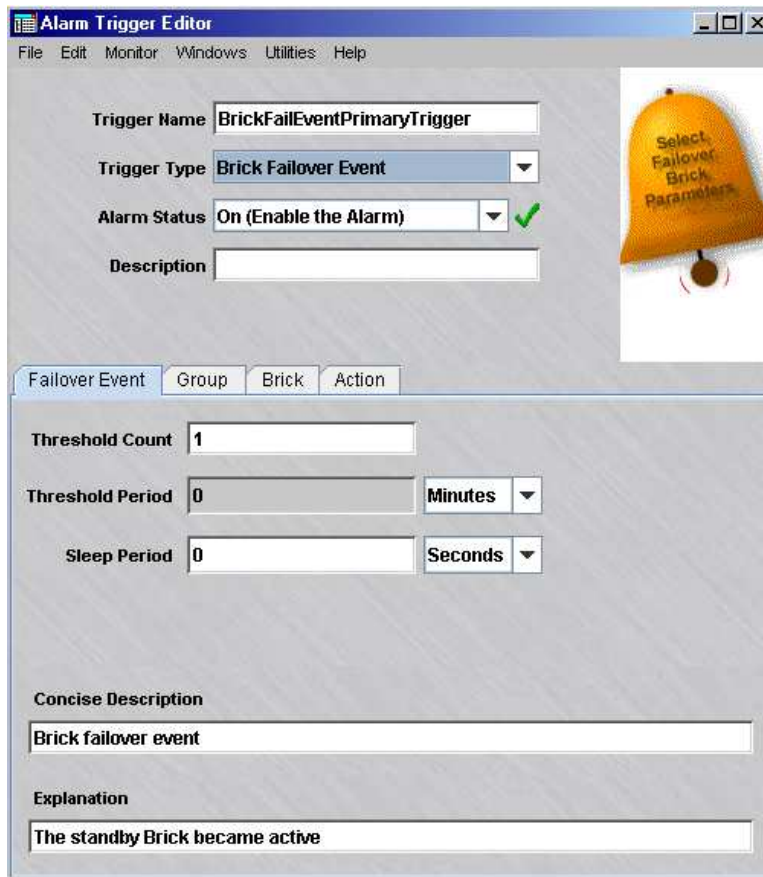 Alarm Trigger Editor
File Edit Monitor Windows Utilities Help
Trigger Name BrickFailEventPrimaryTrigger
Trigger Type Brick Failover Event
Alarm Status On (Enable the Alarm)
Description
Select
Failover
Brick
Parameters
Failover Event Group Brick Action
Threshold Count 1
Threshold Period 0 Minutes
Sleep Period 0 Seconds
Concise Description
Brick failover event
Explanation
The standby Brick became active